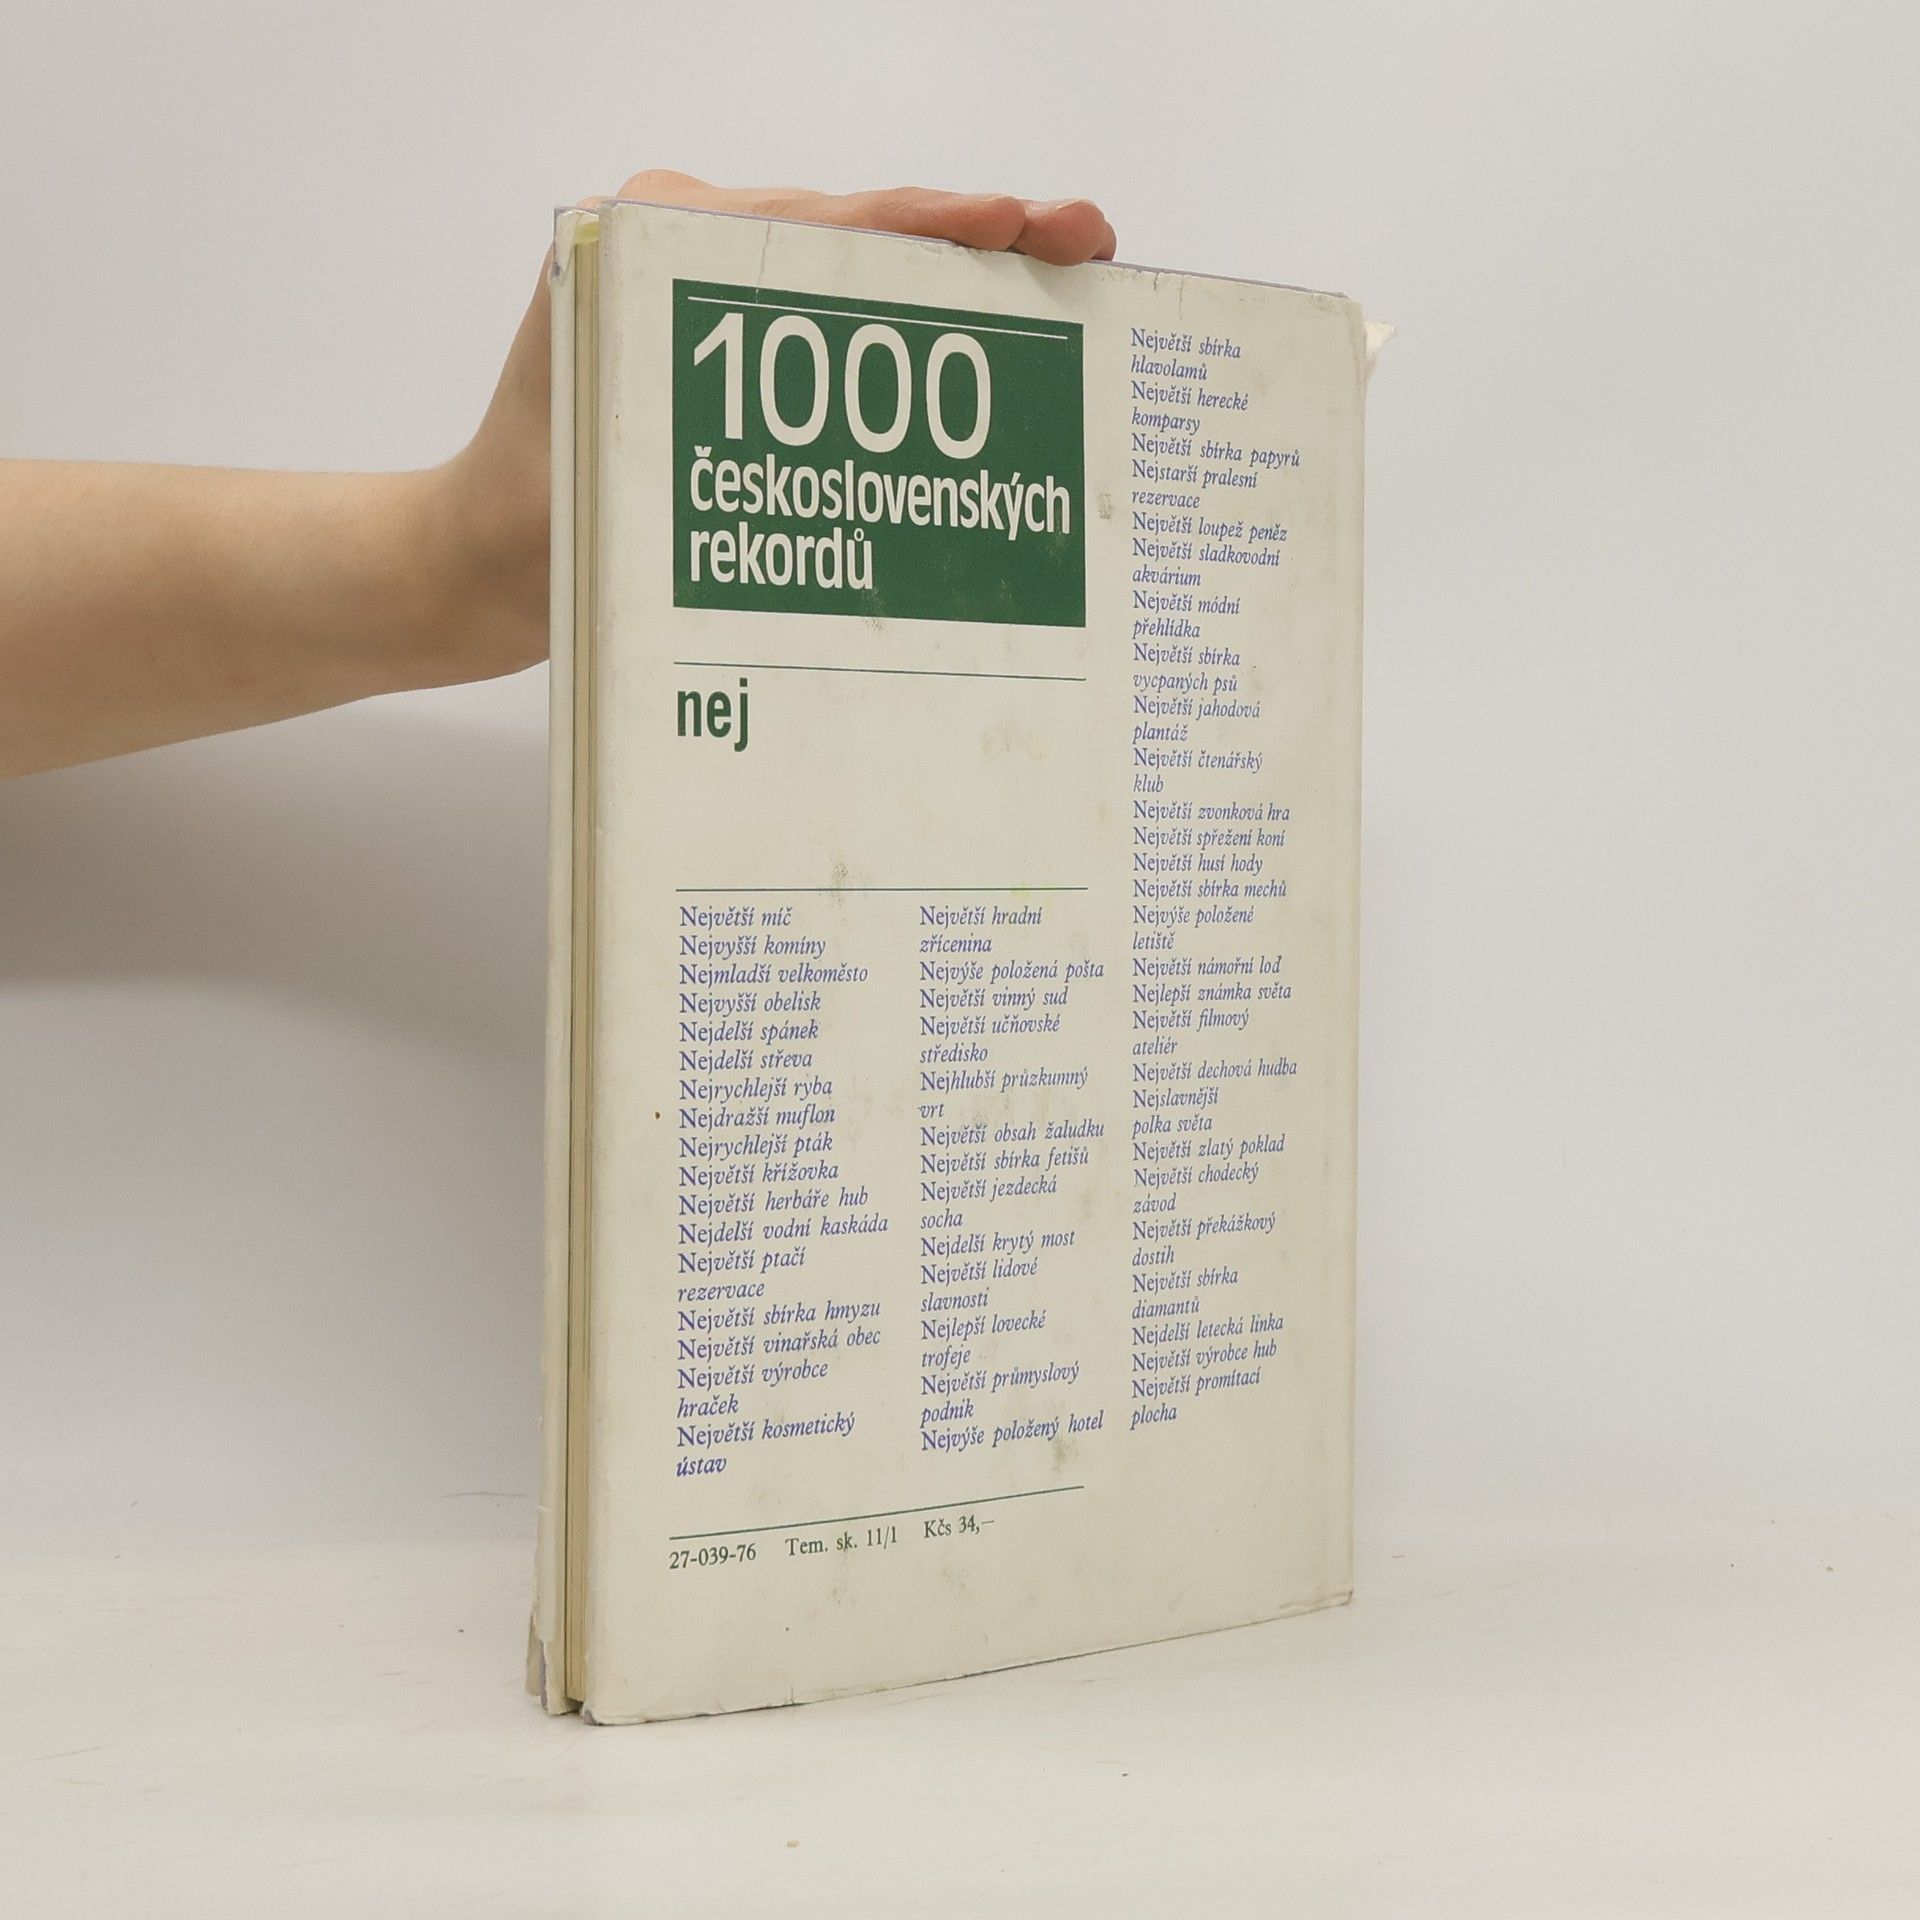 1000
československých
rekordů
nej
Největší míč
Nejvyšší komíny
Nejmladší velkoměsto
Nejvyšší obelisk
Nejdelší spánek
Nejdelší střeva
Nejrychlejší ryba
Nejdražší muflon
Nejrychlejší pták
Největší křížovka
Největší herbáře hub
Nejdelší vodní kaskáda
Největší ptačí
rezervace
Největší sbírka hmyzu
Největší vinařská obec
Největší výrobce
hraček
Největší kosmetický
ústav
Největší hradní
zřícenina
Nejvýše položená pošta
Největší vinný sud
Největší učňovské
středisko
Nejhlubší průzkumný
vrt
Největší obsah žaludku
Největší sbírka fetišů
Největší jezdecká
socha
Nejdelší krytý most
Největší lidové
slavnosti
Nejlepší lovecké
trofeje
Největší průmyslový
podnik
Nejvýše položený hotel
Největší sbírka
hlavolamů
Největší herecké
komparsy
Největší sbírka papyrů
Nejstarší pralesní
rezervace
Největší loupež peněz
Největší sladkovodní
akvárium
Největší módní
přehlídka
Největší sbírka
vycpaných psů
Největší jahodová
plantáž
Největší čtenářský
klub
Největší zvonková hra
Největší spřežení koní
Největší husí hody
Největší sbírka mechů
Nejvýše položené
letiště
Největší námořní loď
Nejlepší známka světa
Největší filmový
ateliér
Největší dechová hudba
Nejslavnější
polka světa
Největší zlatý poklad
Největší chodecký
závod
Největší překážkový
dostih
Největší sbírka
diamantů
Nejdelší letecká linka
Největší výrobce hub
Největší promítací
plocha
27-039-76 Tem. sk. 11/1 Kčs 34,—